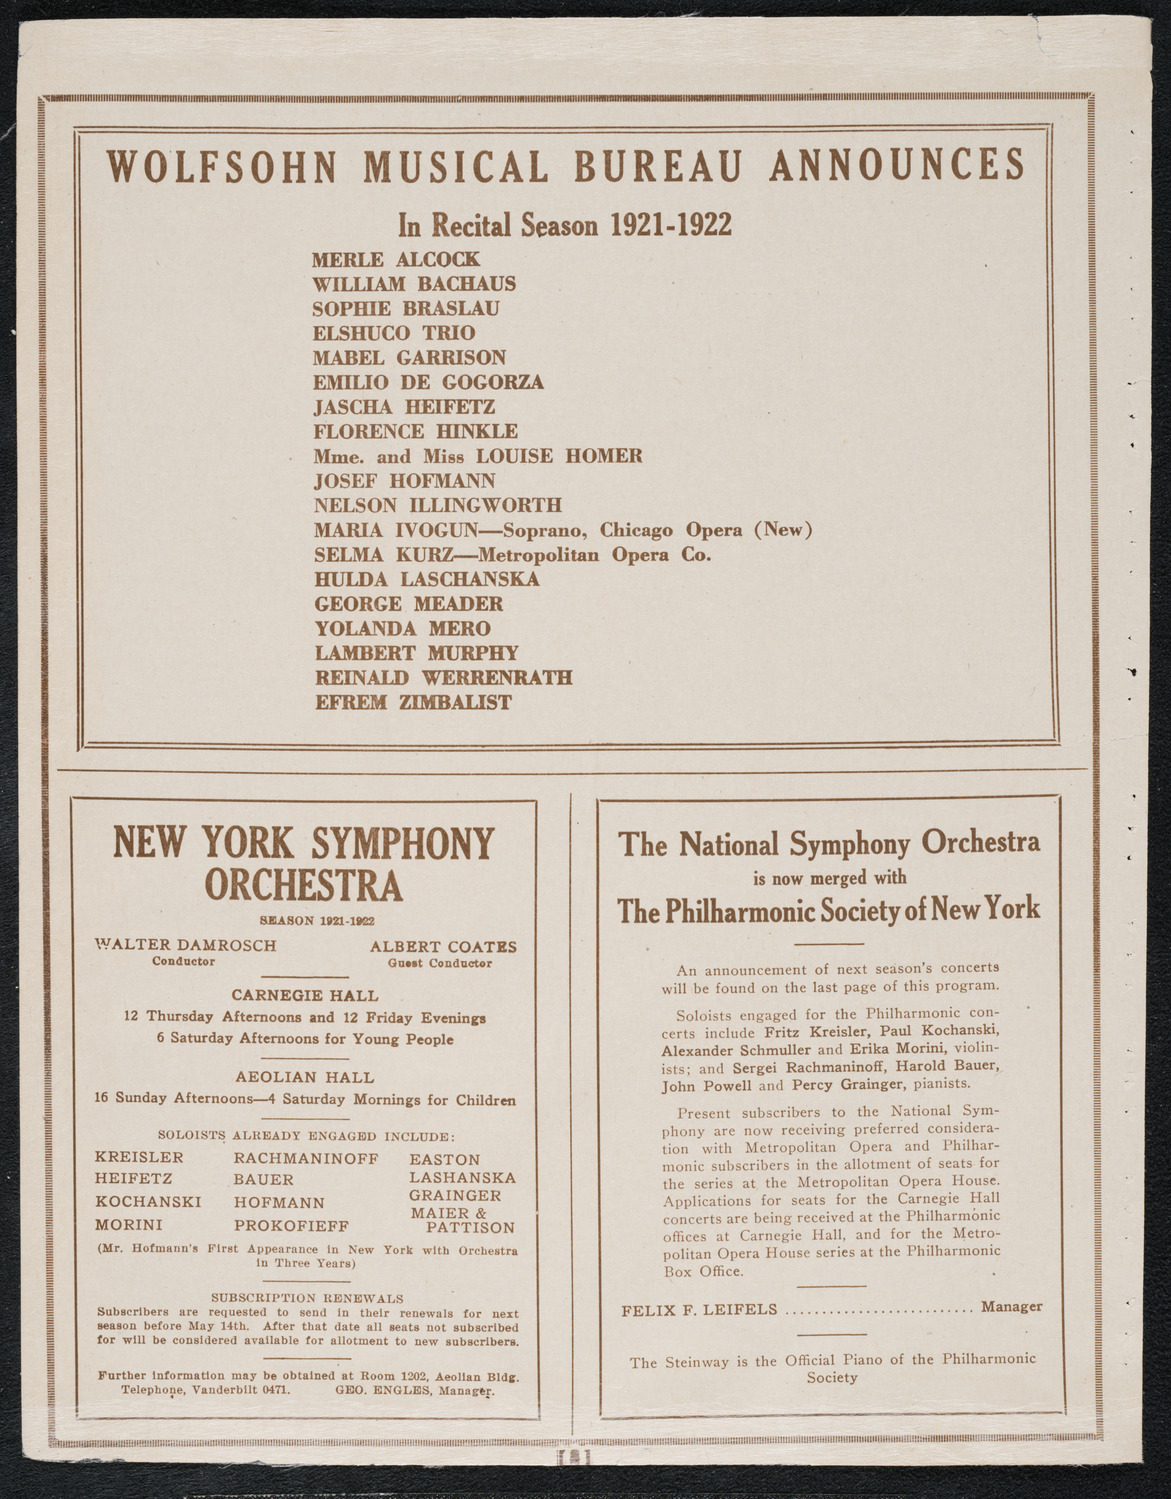 WOLFSOHN MUSICAL BUREAU ANNOUNCES
In Recital Season 1921-1922
MERLE ALCOCK
WILLIAM BACHAUS
SOPHIE BRASLAU
ELSHUCO TRIO
MABEL GARRISON
EMILIO DE GOGORZA
JASCHA HEIFETZ
FLORENCE HINKLE
Mme. and Miss LOUISE HOMER
JOSEF HOFMANN
NELSON ILLINGWORTH
MARIA IVOGUN—Soprano, Chicago Opera (New)
SELMA KURZ—Metropolitan Opera Co.
HULDA LASCHANSKA
GEORGE MEADER
YOLANDA MERO
LAMBERT MURPHY
REINALD WERRENRATH
EFREM ZIMBALIST
NEW YORK SYMPHONY
ORCHESTRA
SEASON 1921-1922
WALTER DAMROSCH ALBERT COATES
Conductor Guest Conductor
CARNEGIE HALL
12 Thursday Afternoons and 12 Friday Evenings
6 Saturday Afternoons for Young People
AEOLIAN HALL
16 Sunday Afternoons—4 Saturday Mornings for Children
SOLOISTS ALREADY ENGAGED INCLUDE:
KREISLER RACHMANINOFF EASTON
HEIFETZ BAUER LASHANSKA
KOCHANSKI HOFMANN GRAINGER
MORINI PROKOFIEFF MAIER &
PATTISON
(Mr. Hofmann's First Appearance in New York with Orchestra
in Three Years)
SUBSCRIPTION RENEWALS
Subscribers are requested to send in their renewals for next
season before May 14th. After that date all seats not subscribed
for will be considered available for allotment to new subscribers.
Further information may be obtained at Room 1202, Aeolian Bldg.
Telephone, Vanderbilt 0471. GEO. ENGLES, Manager.
The National Symphony Orchestra
is now merged with
The Philharmonic Society of New York
An announcement of next season's concerts
will be found on the last page of this program.
Soloists engaged for the Philharmonic con-
certs include Fritz Kreisler, Paul Kochanski,
Alexander Schmuller and Erika Morini, violin-
ists; and Sergei Rachmaninoff, Harold Bauer,
John Powell and Percy Grainger, pianists.
Present subscribers to the National Sym-
phony are now receiving preferred considera-
tion with Metropolitan Opera and Philhar-
monic subscribers in the allotment of seats for
the series at the Metropolitan Opera House.
Applications for seats for the Carnegie Hall
concerts are being received at the Philharmonic
offices at Carnegie Hall, and for the Metro-
politan Opera House series at the Philharmonic
Box Office.
FELIX F. LEIFELS .......................... Manager
The Steinway is the Official Piano of the Philharmonic
Society